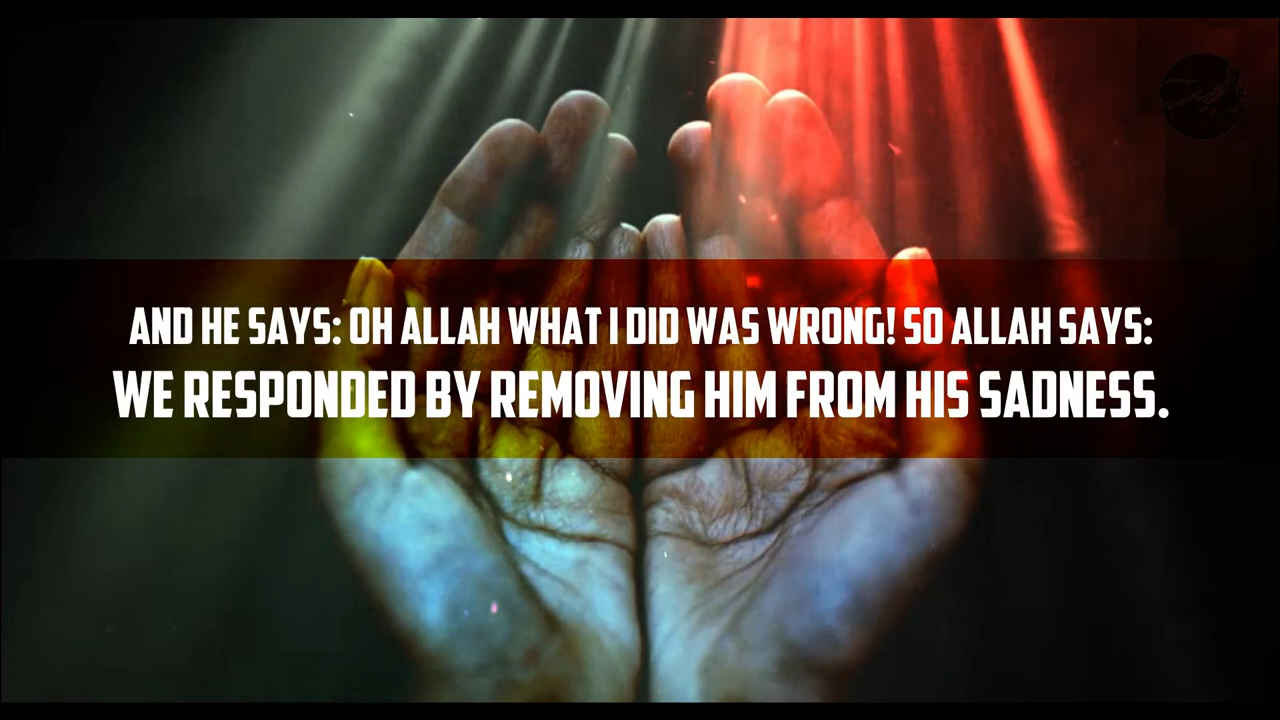 AND HE SAYS: OH ALLAH WHAT I DID WAS WRONG! SO ALLAH SAYS:
WE RESPONDED BY REMOVING HIM FROM HIS SADNESS.